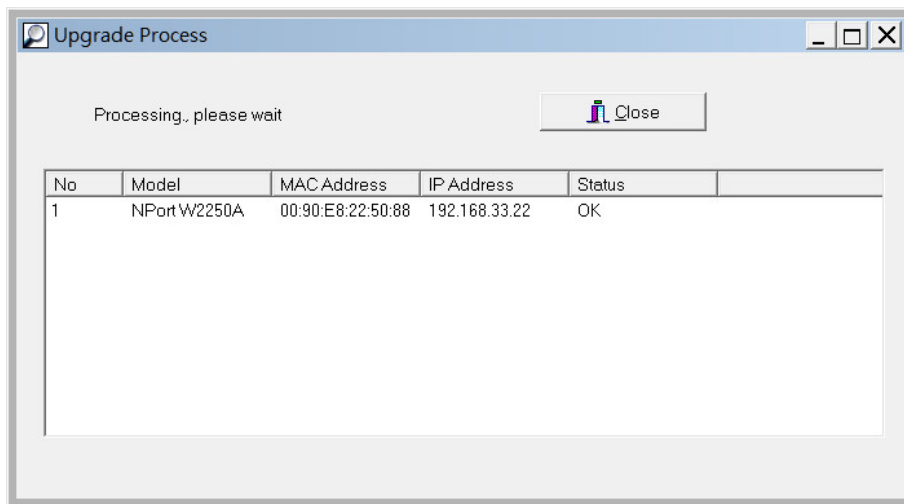 Upgrade Process
Processing., please wait
Close
No Model MAC Address IP Address Status
1 NPort W2250A 00:90:E8:22:50:88 192.168.33.22 OK